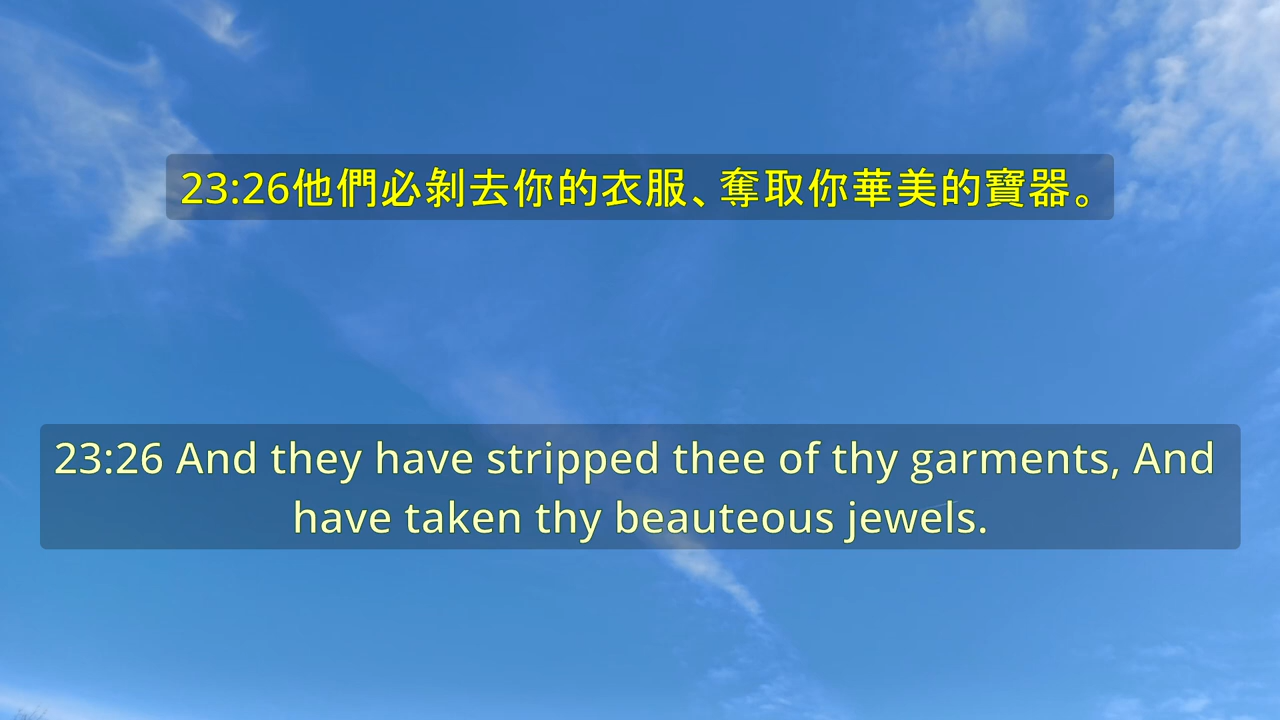 23:26他們必剝去你的衣服、奪取你華美的寶器。
23:26 And they have stripped thee of thy garments, And
have taken thy beauteous jewels.